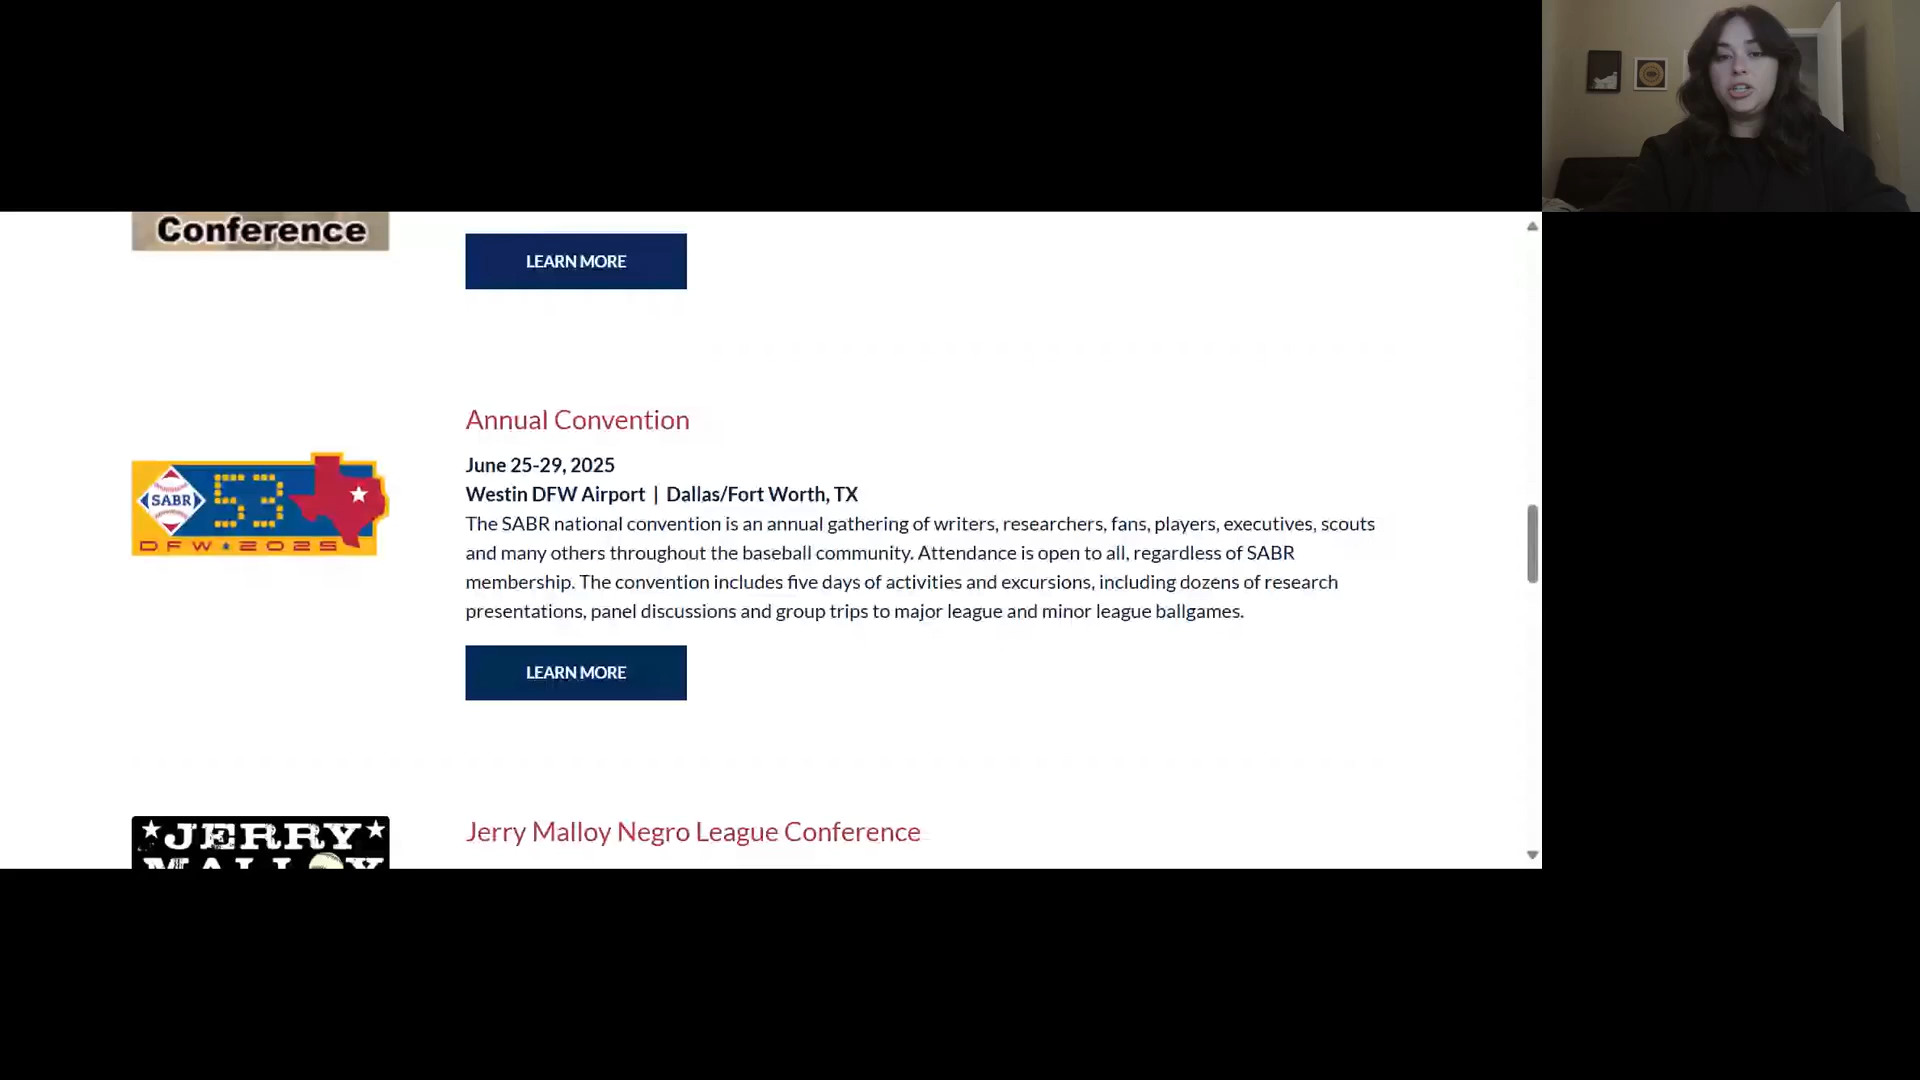 Conference
LEARN MORE
Annual Convention
June 25-29, 2025
Westin DFW Airport | Dallas/Fort Worth, TX
The SABR national convention is an annual gathering of writers, researchers, fans, players, executives, scouts
and many others throughout the baseball community. Attendance is open to all, regardless of SABR
membership. The convention includes five days of activities and excursions, including dozens of research
presentations, panel discussions and group trips to major league and minor league ballgames.
SABR 53
DFW 2025
LEARN MORE
JERRY
MALLOY
Jerry Malloy Negro League Conference